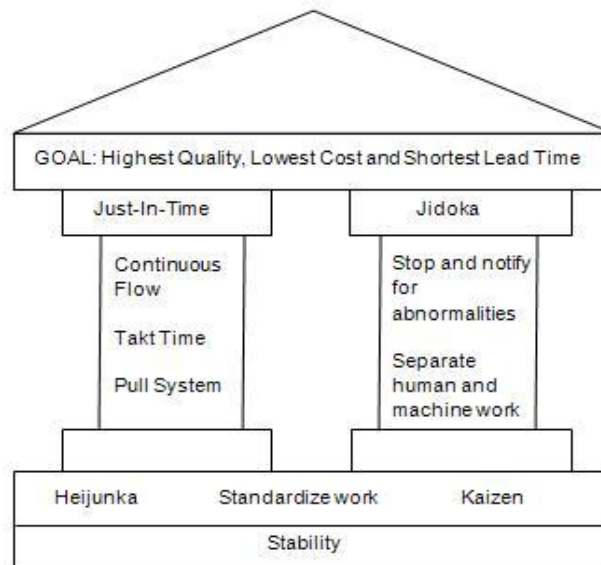 GOAL: Highest Quality, Lowest Cost and Shortest Lead Time
Just-In-Time
Continuous
Flow
Takt Time
Pull System
Jidoka
Stop and notify
for
abnormalities
Separate
human and
machine work
Heijunka Standardize work Kaizen
Stability